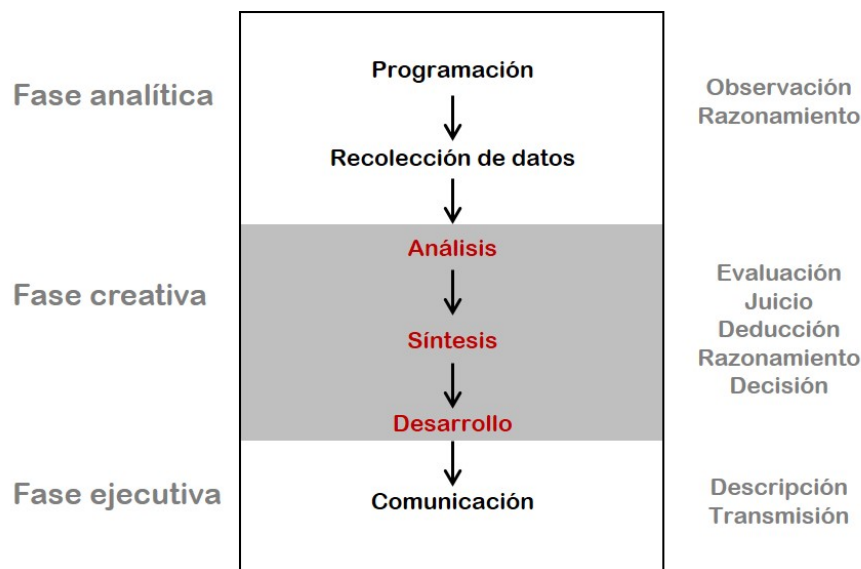 Fase analítica
Programación
Recolección de datos
Observación
Razonamiento
Fase creativa
Análisis
Síntesis
Desarrollo
Evaluación
Juicio
Deducción
Razonamiento
Decisión
Fase ejecutiva
Comunicación
Descripción
Transmisión